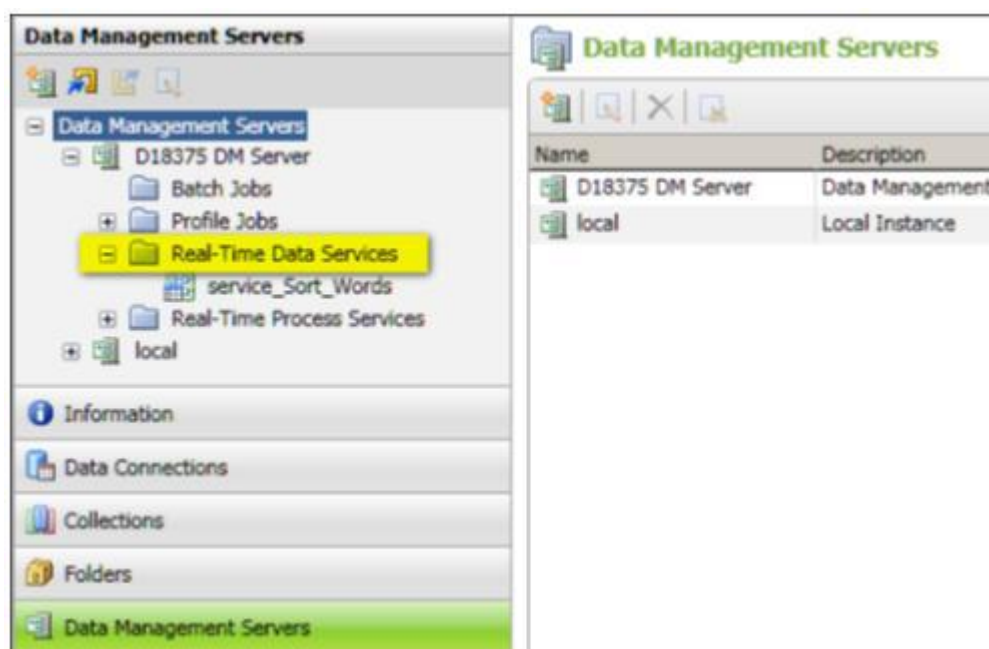 Data Management Servers
Data Management Servers
D18375 DM Server
Batch Jobs
Profile Jobs
Real-Time Data Services
service_Sort_Words
Real-Time Process Services
local
Information
Data Connections
Collections
Folders
Data Management Servers
Data Management Servers
Name Description
D18375 DM Server Data Management
local Local Instance